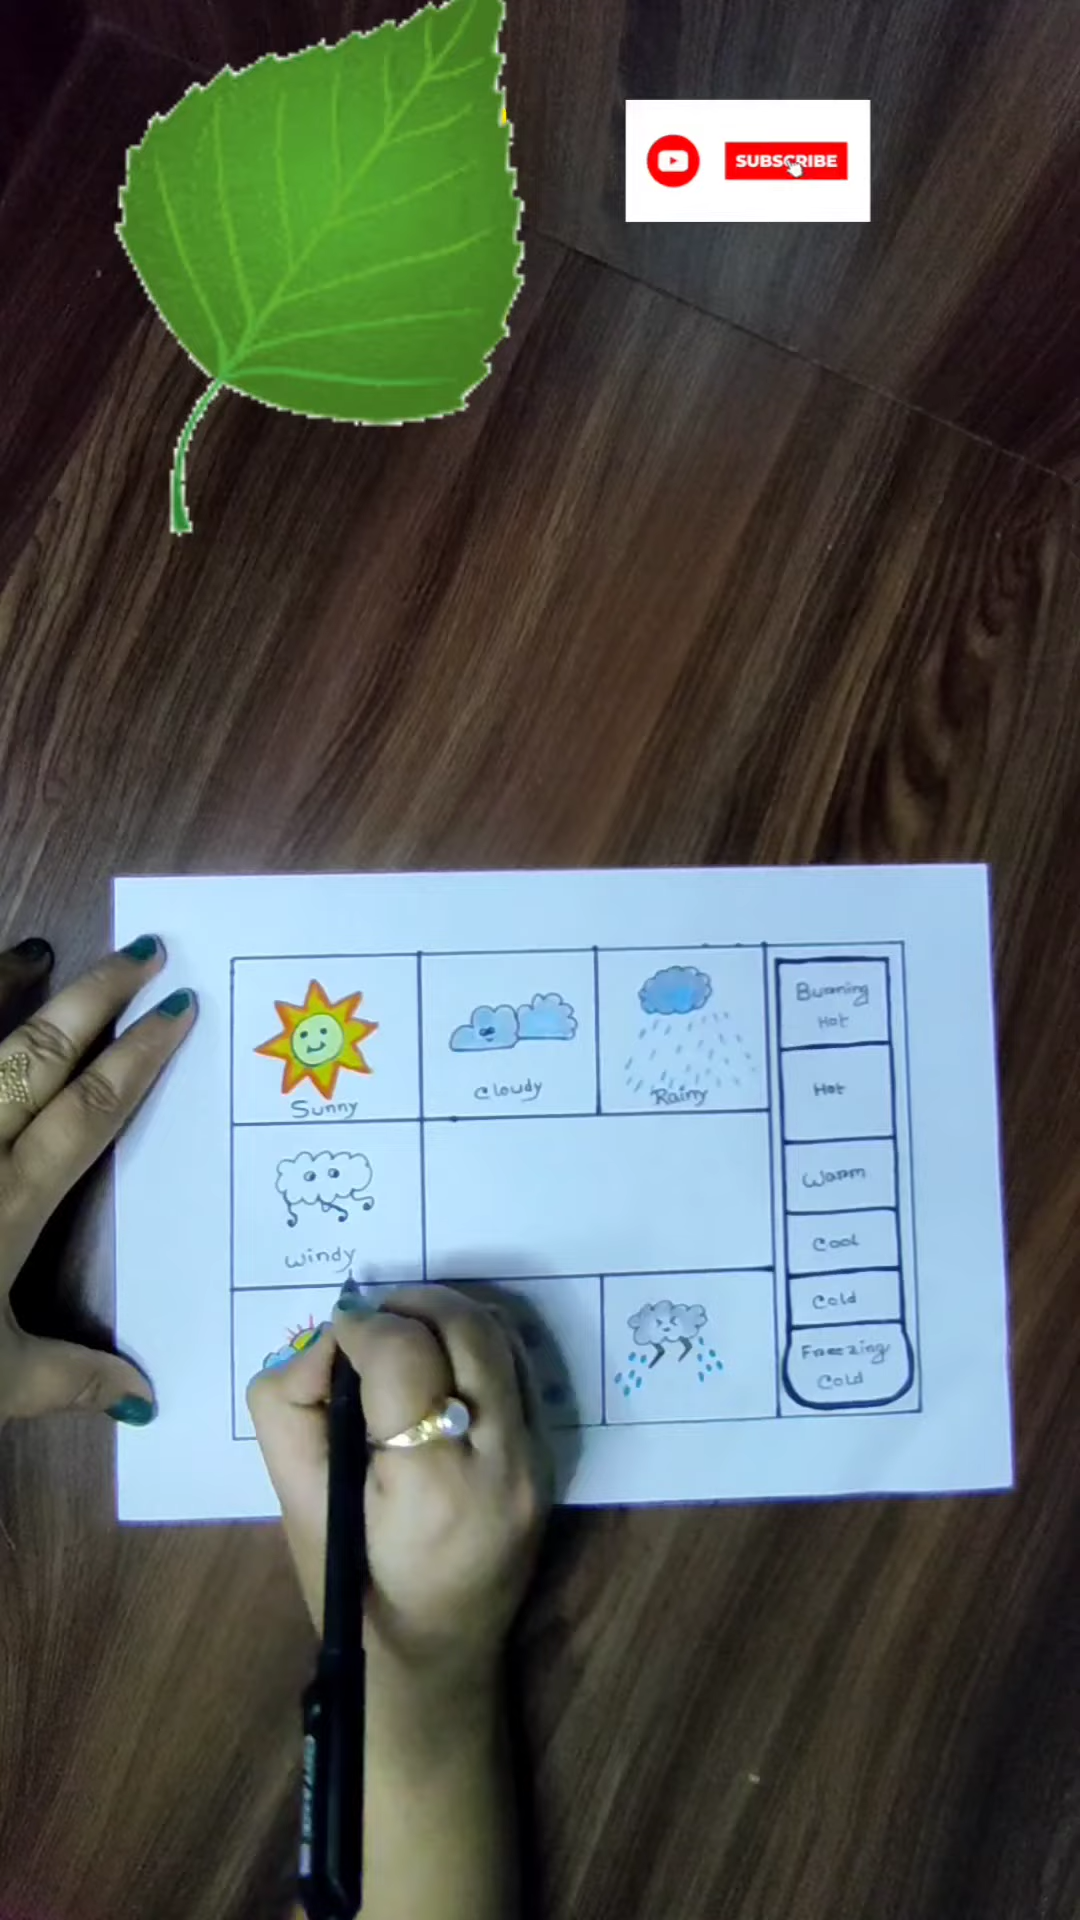 SUBSCRIBE
Sunny
cloudy
Rainy
windy
Burning
Hot
Hot
Warm
Cool
Cold
Freezing
Cold